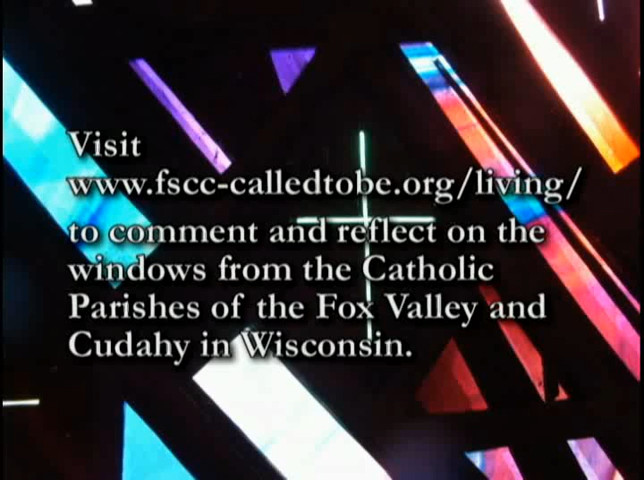 Visit
www.fscc-calledtobe.org/living/
to comment and reflect on the
windows from the Catholic
Parishes of the Fox Valley and
Cudahy in Wisconsin.